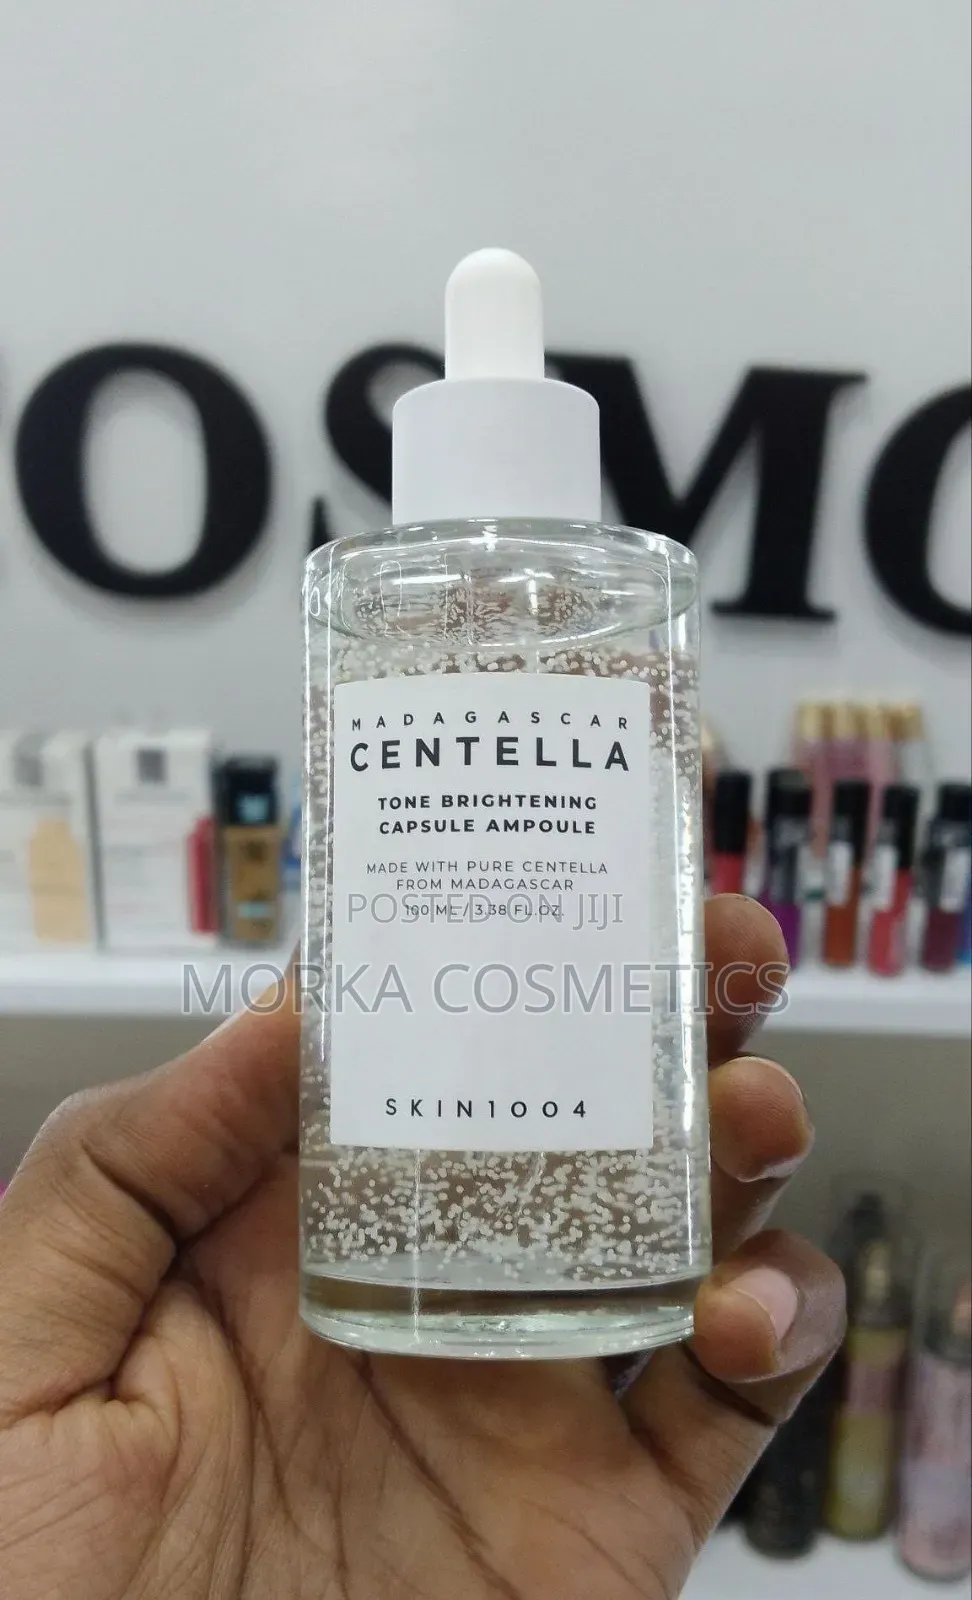 OSMO
MADAGASCAR
CENTELLA
TONE BRIGHTENING
CAPSULE AMPOULE
MADE WITH PURE CENTELLA
FROM MADAGASCAR
100 ML / 3.38 FL.OZ.
POSTED ON JIJI
MORKA COSMETICS
SKIN1004